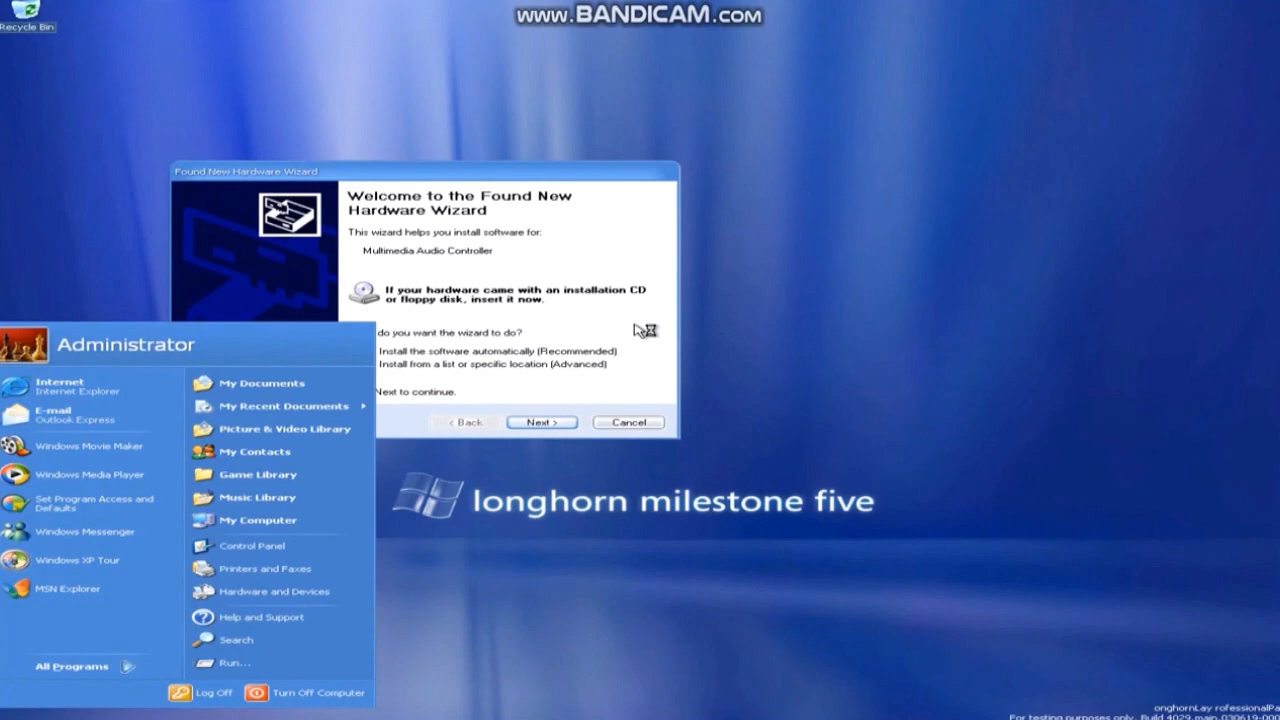 www.BANDICAM.com
Recycle Bin
Found New Hardware Wizard
Welcome to the Found New
Hardware Wizard
This wizard helps you install software for:
Multimedia Audio Controller
If your hardware came with an installation CD
or floppy disk, insert it now.
do you want the wizard to do?
Install the software automatically (Recommended)
Install from a list or specific location (Advanced)
Next to continue.
< Back
Next >
Cancel
Administrator
Internet
Internet Explorer
E-mail
Outlook Express
Windows Movie Maker
Windows Media Player
Set Program Access and
Defaults
Windows Messenger
Windows XP Tour
MSN Explorer
All Programs
My Documents
My Recent Documents
Picture & Video Library
My Contacts
Game Library
Music Library
My Computer
Control Panel
Printers and Faxes
Hardware and Devices
Help and Support
Search
Run...
Log Off
Turn Off Computer
longhorn milestone five
For testing purposes only. Build 4029.main.030619-00